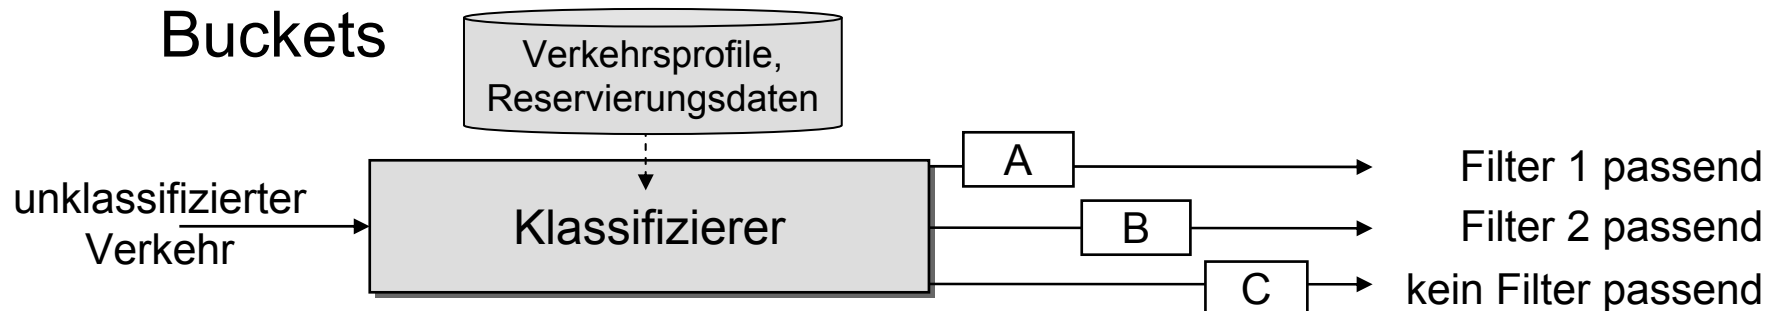 Buckets
Verkehrsprofile,
Reservierungsdaten
unklassifizierter
Verkehr
Klassifizierer
A
Filter 1 passend
B
Filter 2 passend
C
kein Filter passend